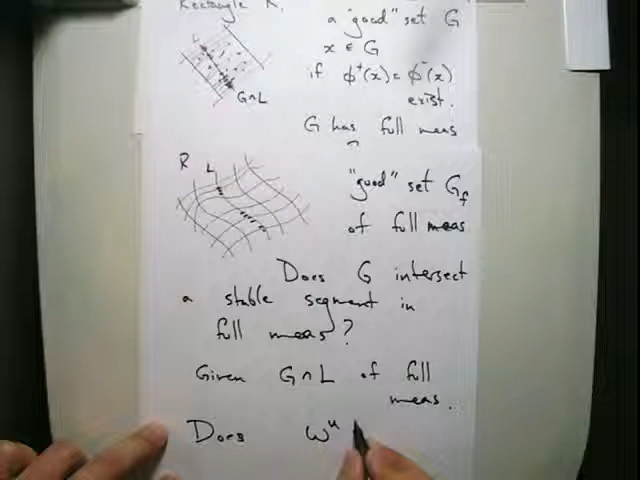 Rectangle R.
a "good" set G
x ∈ G
if φ⁺(x) = φ⁻(x)
exist.
L
G∩L
G has full meas
R L
"good" set G_f
of full meas
Does G intersect
a stable segment in
full meas?
Given G∩L of full
meas...
Does W^u